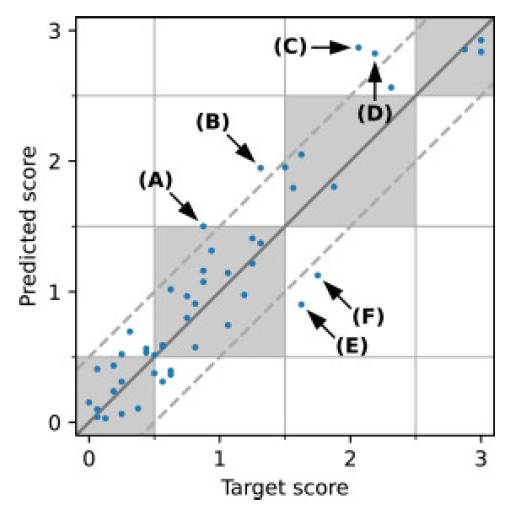 3
(C)
(D)
(B)
2
(A)
Predicted score
1
(F)
(E)
0
0 1 2 3
Target score